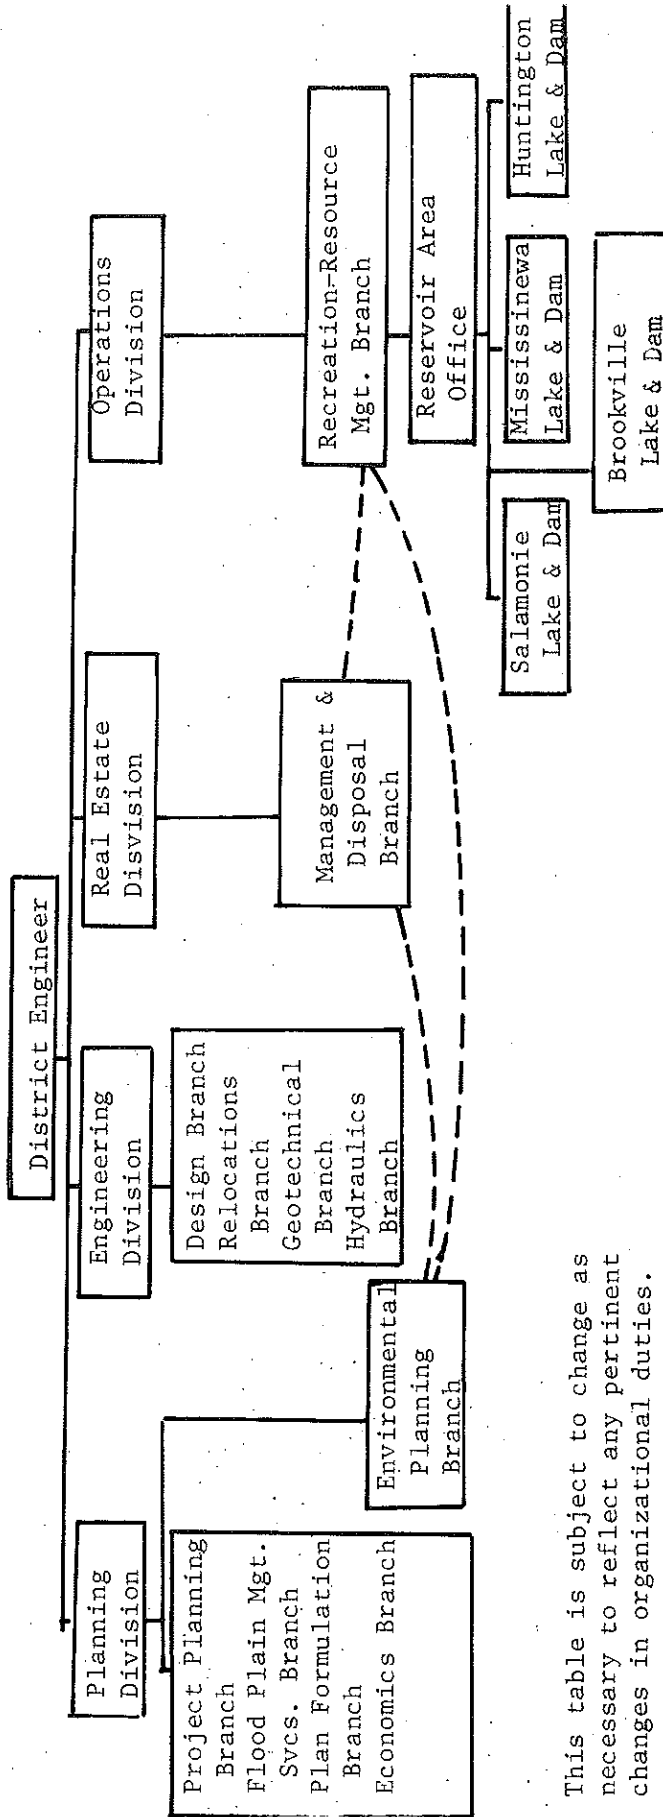 District Engineer
Planning
Division
Engineering
Division
Real Estate
Disvision
Operations
Division
Project Planning
Branch
Flood Plain Mgt.
Svcs. Branch
Plan Formulation
Branch
Economics Branch
Environmental
Planning
Branch
Design Branch
Relocations
Branch
Geotechnical
Branch
Hydraulics
Branch
Management &
Disposal
Branch
Recreation-Resource
Mgt. Branch
Reservoir Area
Office
Salamonie
Lake & Dam
Mississinewa
Lake & Dam
Huntington
Lake & Dam
Brookville
Lake & Dam
This table is subject to change as
necessary to reflect any pertinent
changes in organizational duties.